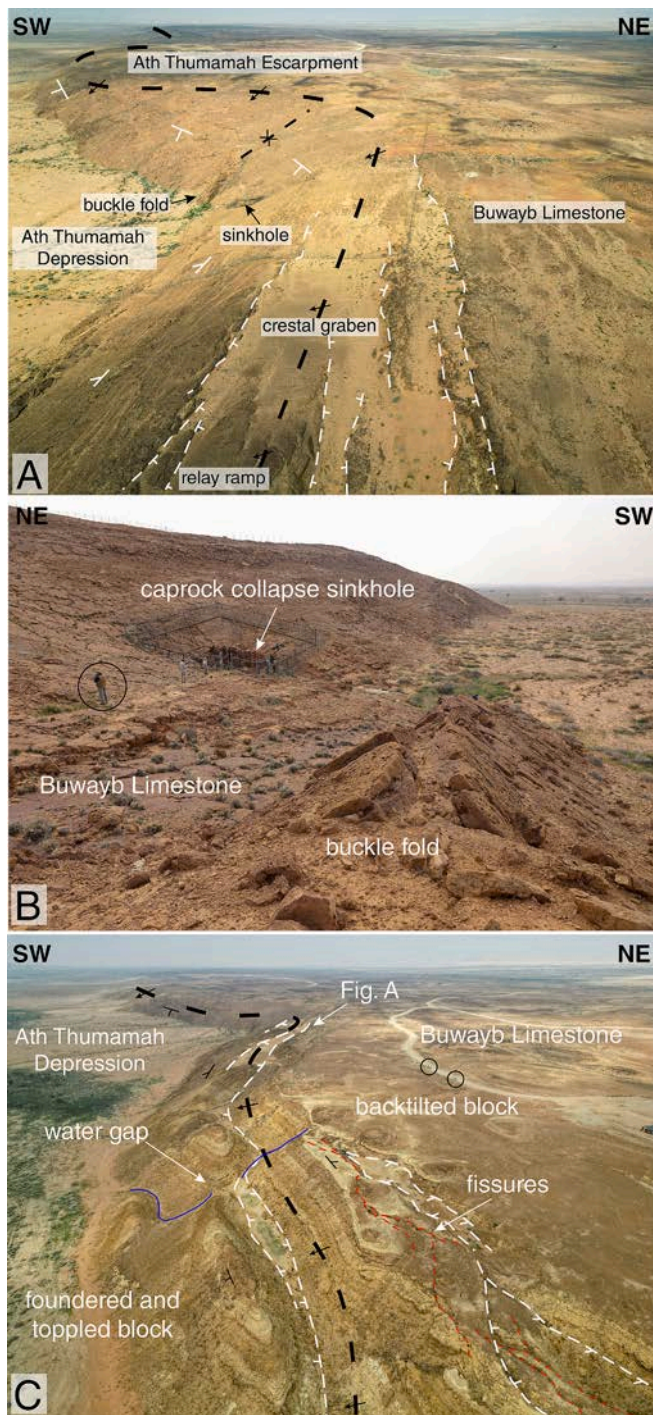 SW
NE
Ath Thumamah Escarpment
buckle fold
sinkhole
Buwayb Limestone
Ath Thumamah
Depression
crestal graben
relay ramp
A
NE
SW
caprock collapse sinkhole
Buwayb Limestone
buckle fold
B
SW
NE
Fig. A
Ath Thumamah
Depression
Buwayb Limestone
backtilted block
water gap
fissures
foundered and
toppled block
C